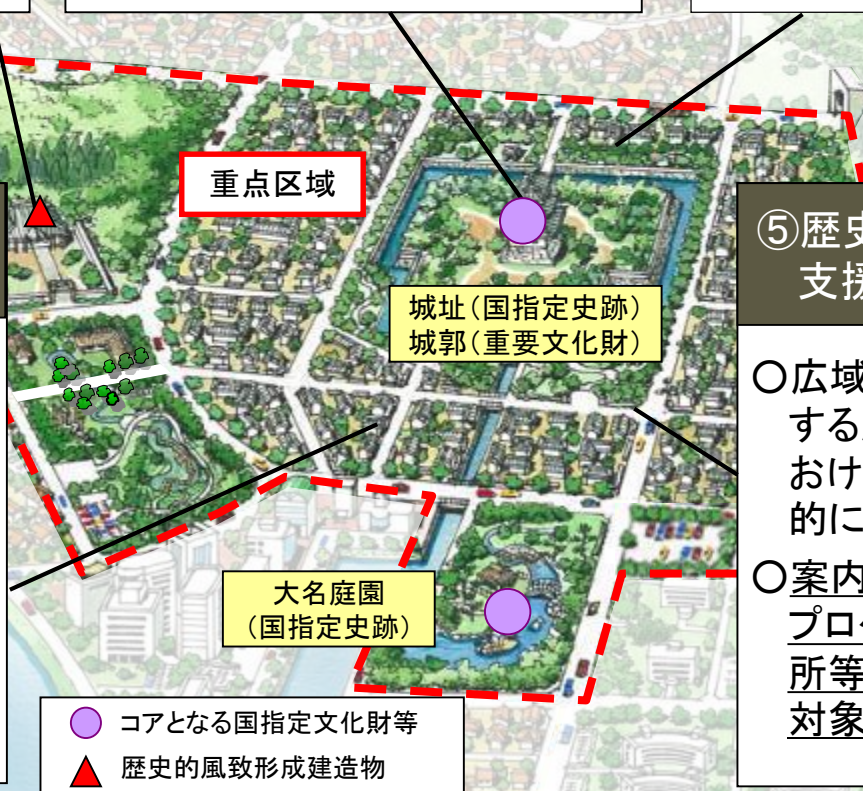 重点区域
城址（国指定史跡）
城郭（重要文化財）
大名庭園
（国指定史跡）
コアとなる国指定文化財等
歴史的風致形成建造物
⑤歴史
支援
○広域
する
おけ
的に
○案内
プロ
所等
対象